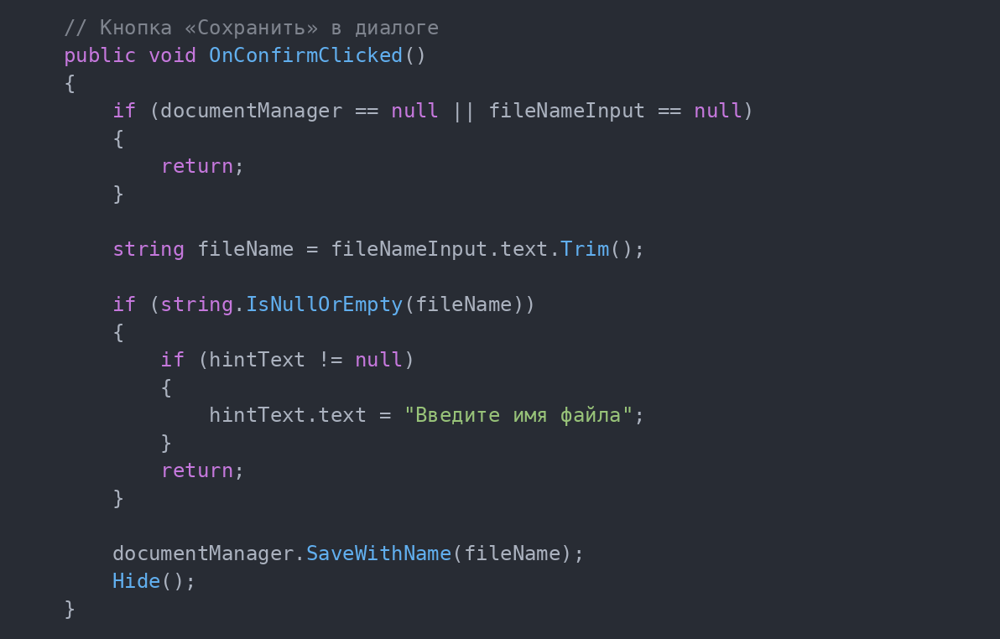 // Кнопка «Сохранить» в диалоге
public void OnConfirmClicked()
{
    if (documentManager == null || fileNameInput == null)
    {
        return;
    }

    string fileName = fileNameInput.text.Trim();

    if (string.IsNullOrEmpty(fileName))
    {
        if (hintText != null)
        {
            hintText.text = "Введите имя файла";
        }
        return;
    }

    documentManager.SaveWithName(fileName);
    Hide();
}